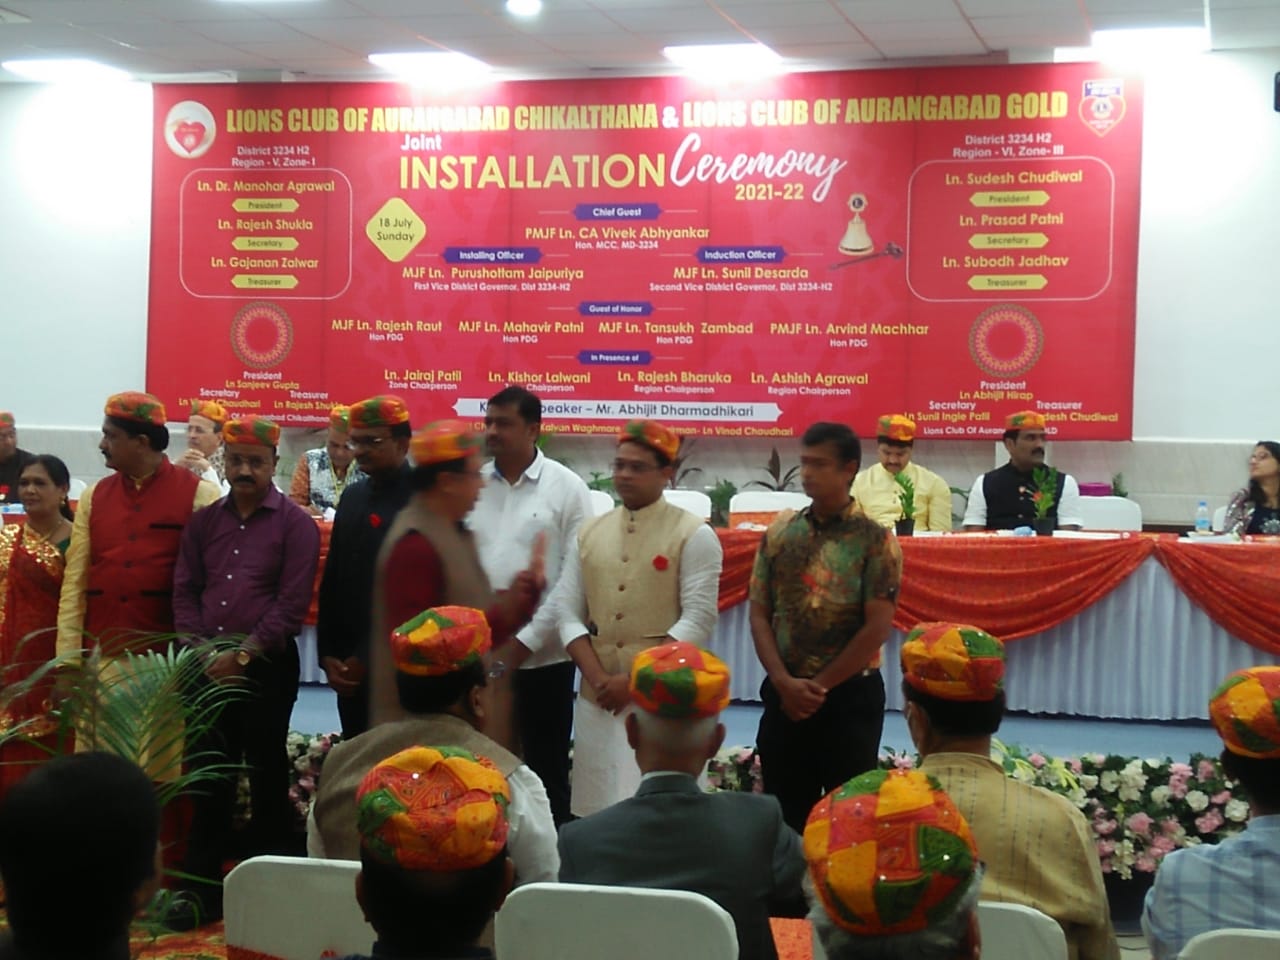 LIONS CLUB OF AURANGABAD CHIKALTHANA & LIONS CLUB OF AURANGABAD GOLD
Joint
INSTALLATION Ceremony
2021-22
District 3234 H2
Region - V, Zone- I
Ln. Dr. Manohar Agrawal
President
Ln. Rajesh Shukla
Secretary
Ln. Gajanan Zalwar
Treasurer
18 July
Sunday
Chief Guest
PMJF Ln. CA Vivek Abhyankar
Hon. MCC, MD-3234
Installing Officer
MJF Ln. Purushottam Jaipuriya
First Vice District Governor, Dist 3234-H2
Induction Officer
MJF Ln. Sunil Desarda
Second Vice District Governor, Dist 3234-H2
Guest of Honor
MJF Ln. Rajesh Raut
Hon PDG
MJF Ln. Mahavir Patni
Hon PDG
MJF Ln. Tansukh Zambad
Hon PDG
PMJF Ln. Arvind Machhar
Hon PDG
In Presence of
Ln. Jairaj Patil
Zone Chairperson
Ln. Kishor Lalwani
Chairperson
Ln. Rajesh Bharuka
Region Chairperson
Ln. Ashish Agrawal
Region Chairperson
Speaker – Mr. Abhijit Dharmadhikari
Kalyan Waghmare
Ln Vinod Chaudhari
District 3234 H2
Region - VI, Zone- III
Ln. Sudesh Chudiwal
President
Ln. Prasad Patni
Secretary
Ln. Subodh Jadhav
Treasurer
President
Ln Sanjeev Gupta
Secretary Treasurer
Ln Rajesh Shukla
Of Aurangabad Chikalthana
President
Ln Abhijit Hirap
Secretary Treasurer
Ln Sunil Ingle Patil
Chudiwal
Lions Club Of